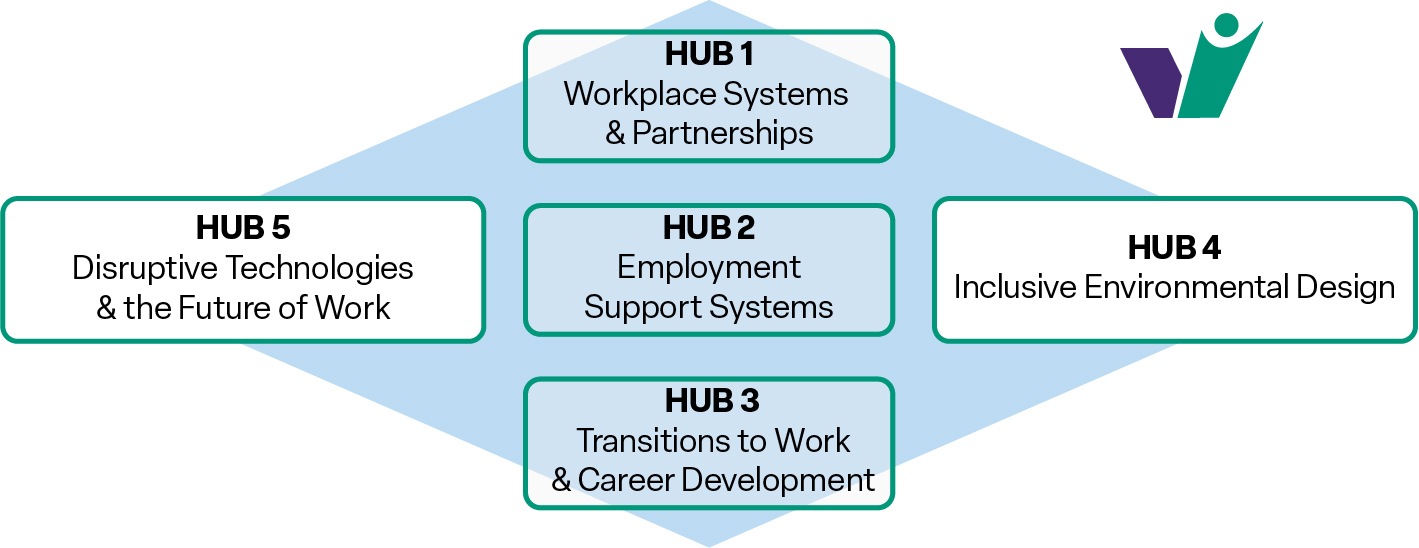 HUB 1
Workplace Systems
& Partnerships
HUB 5
Disruptive Technologies
& the Future of Work
HUB 2
Employment
Support Systems
HUB 4
Inclusive Environmental Design
HUB 3
Transitions to Work
& Career Development